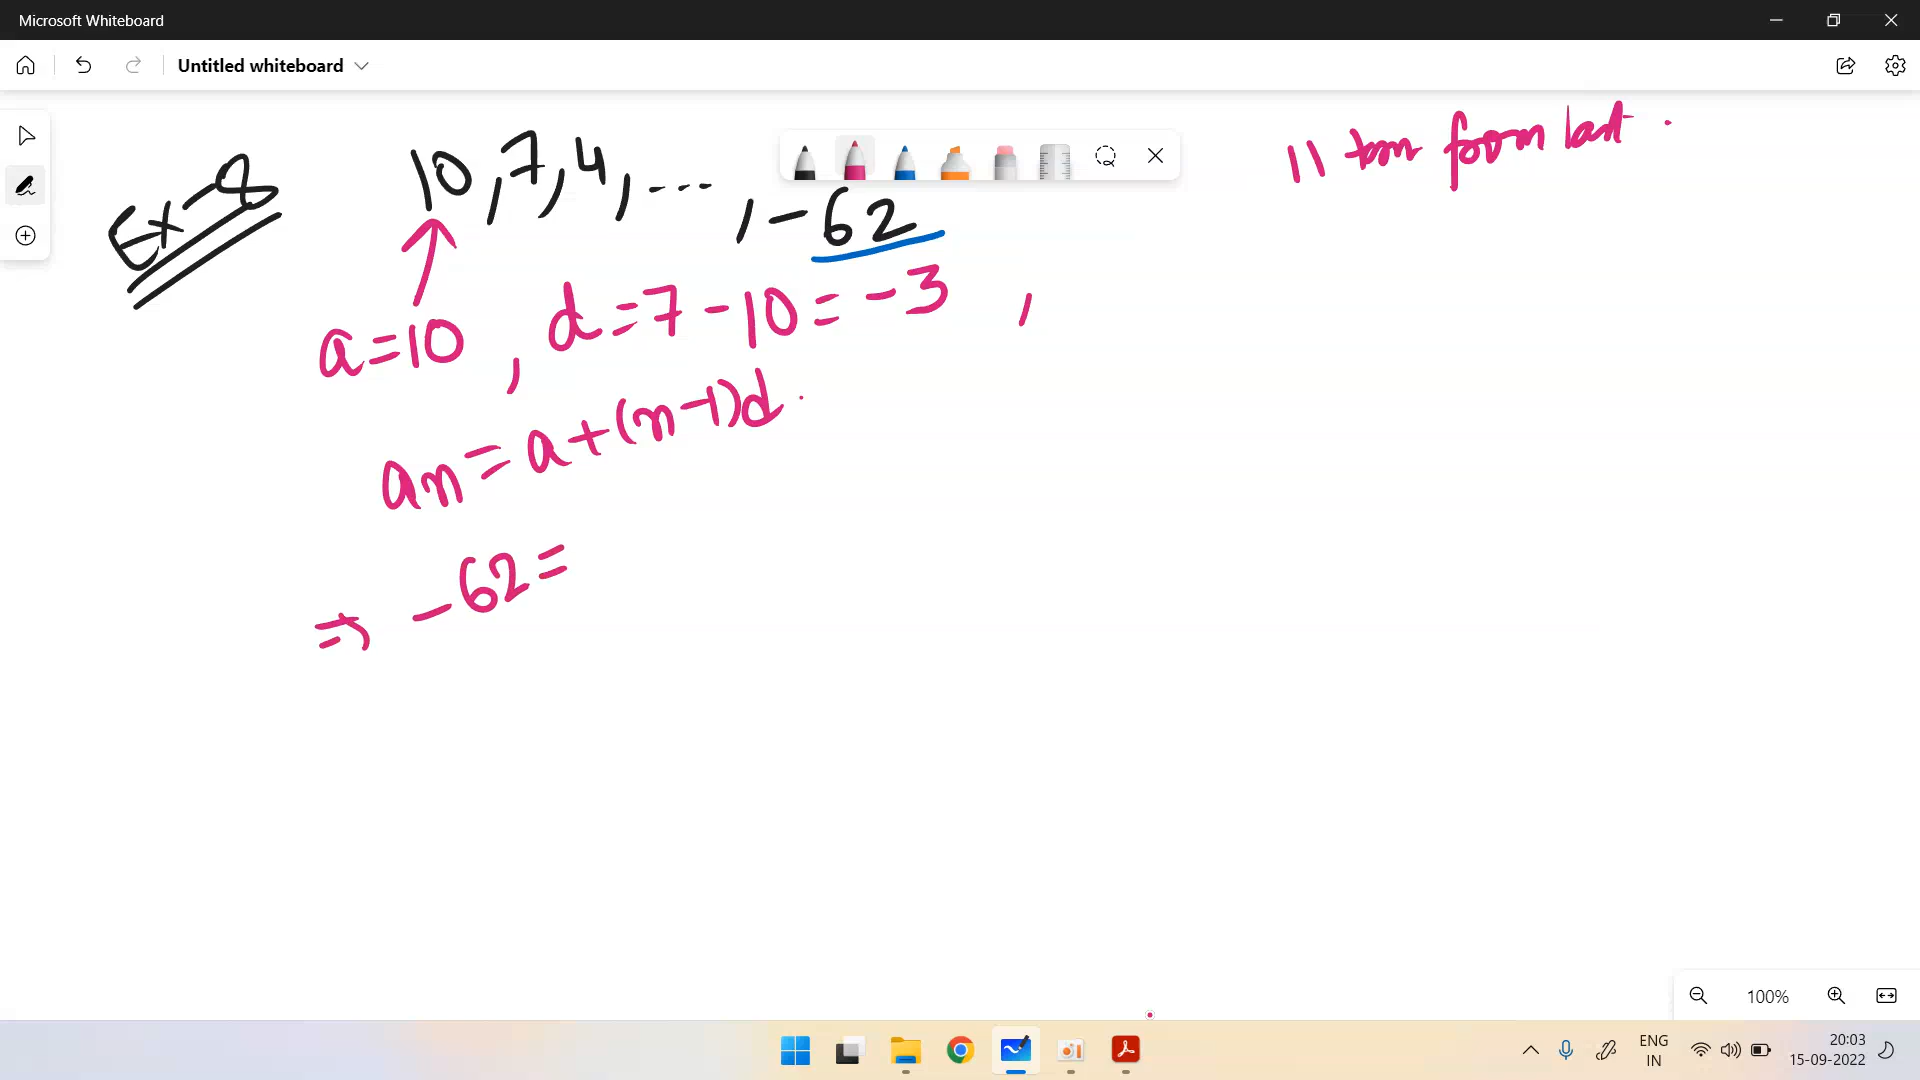 Microsoft Whiteboard
Untitled whiteboard
11 term from last .
Ex-8
10, 7, 4, ... , -62
a=10 , d=7-10=-3 ,
an=a+(n-1)d .
⇒ -62=
100%
ENG
IN
20:03
15-09-2022